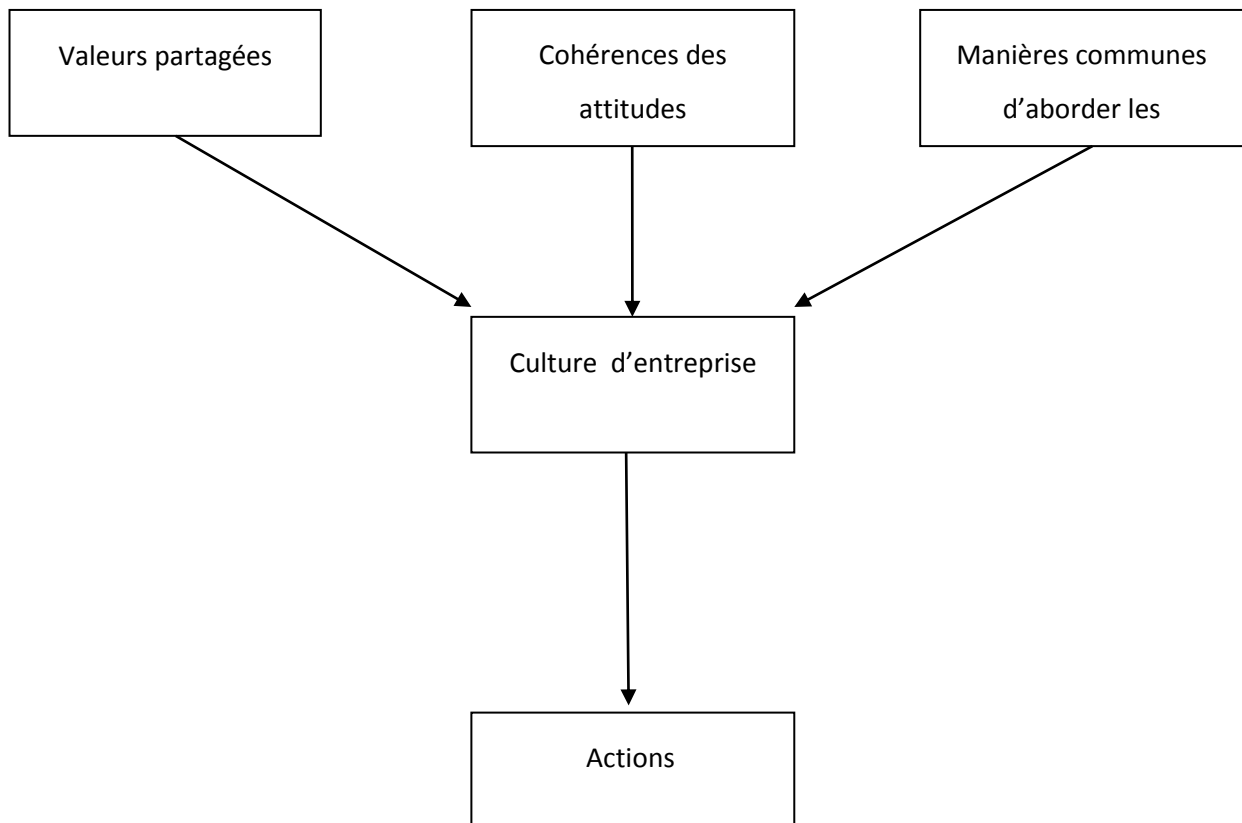 Valeurs partagées
Cohérences des
attitudes
Manières communes
d’aborder les
Culture d’entreprise
Actions